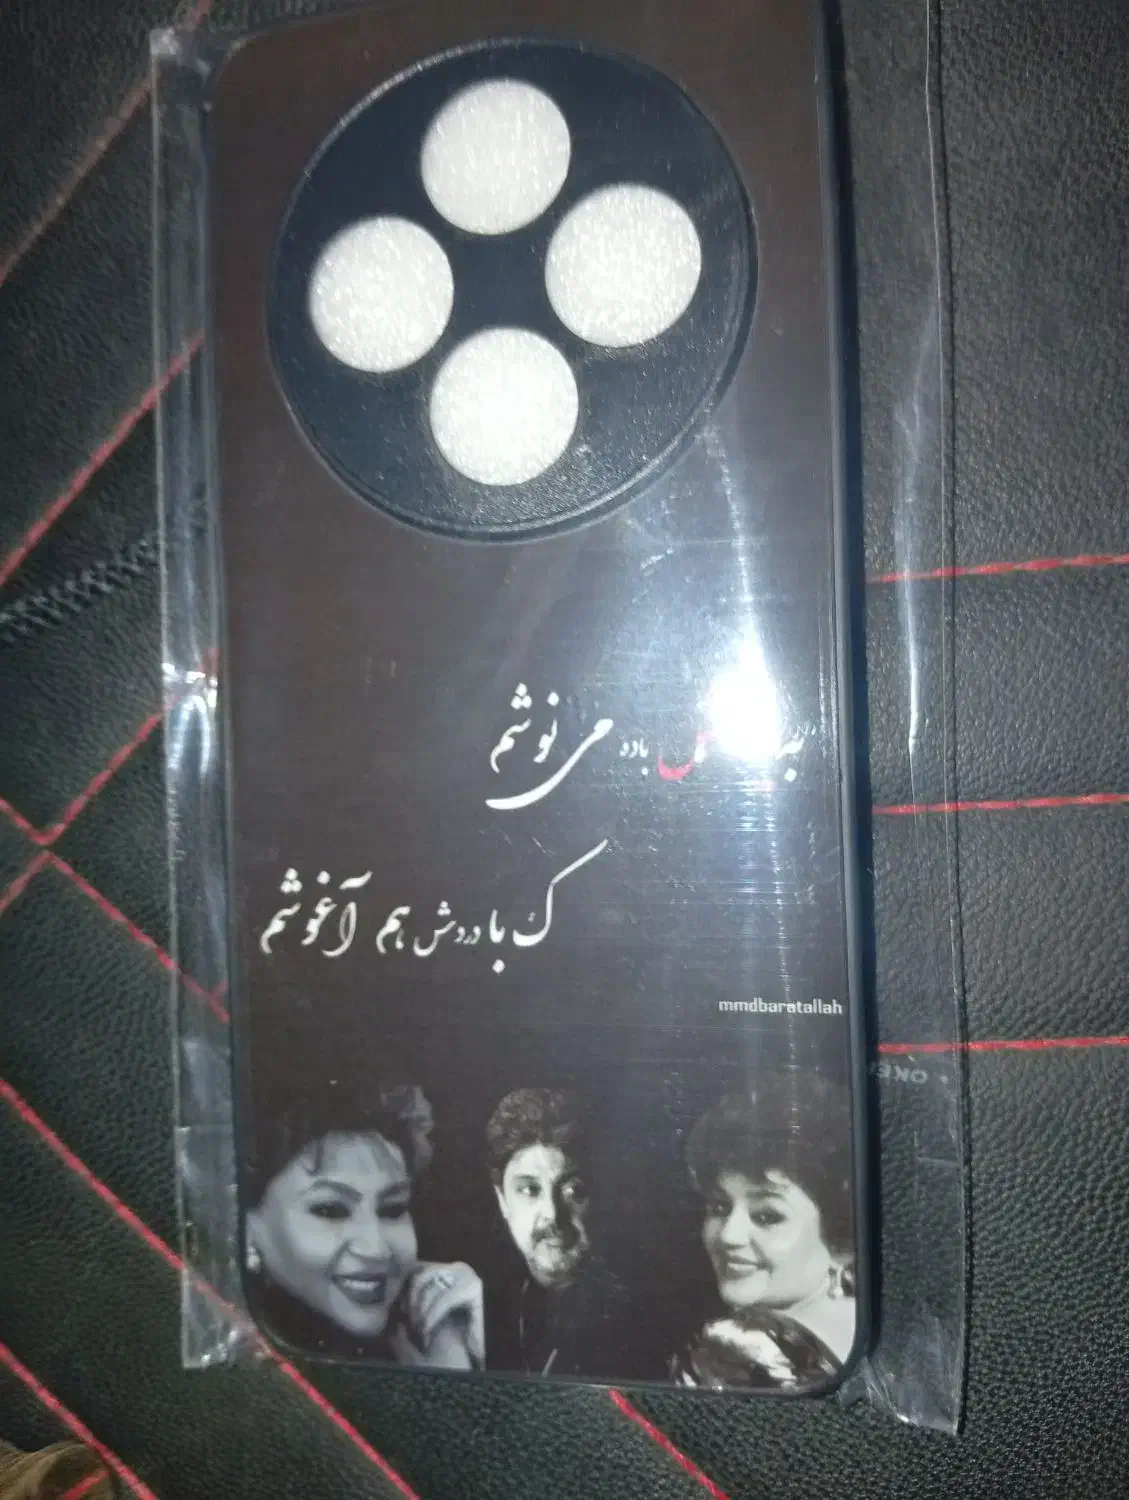 باده می نوشم
ک با دردش هم آغوشم
mmdbaratallah